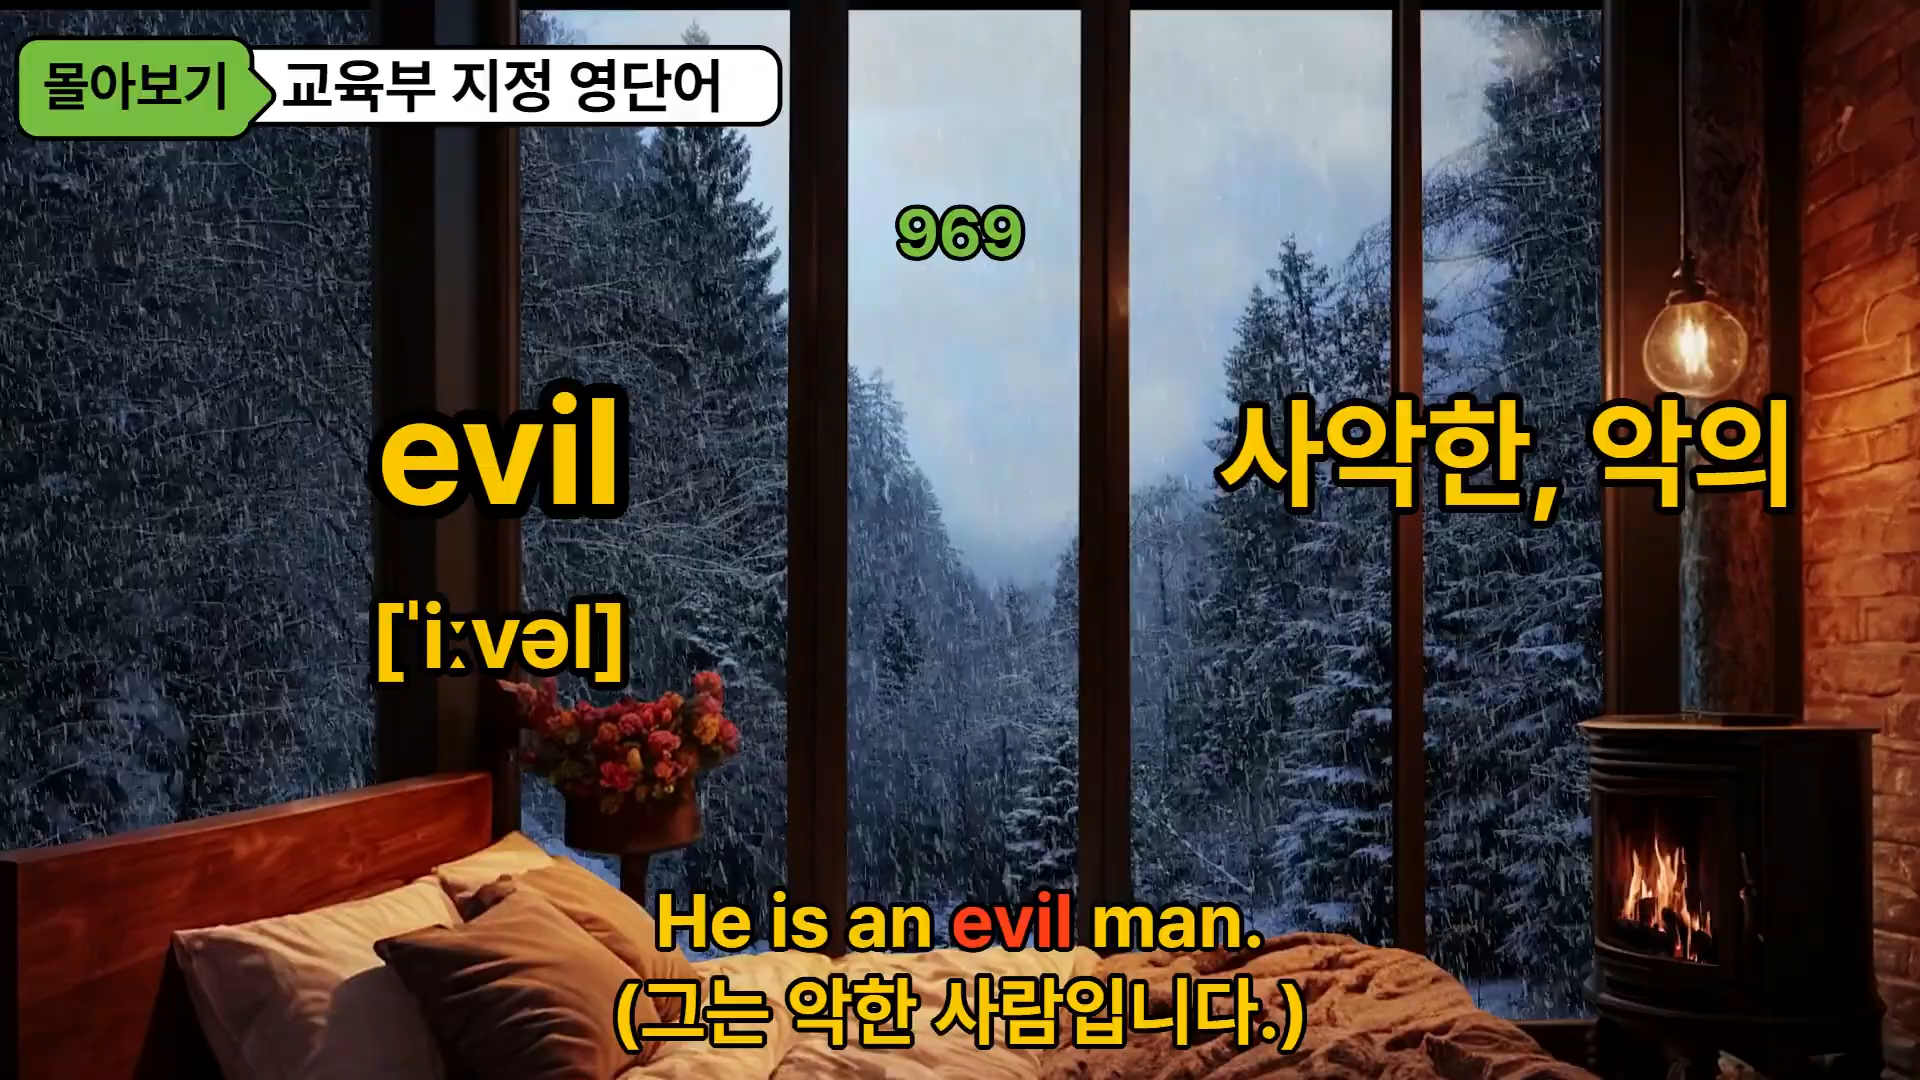 몰아보기 교육부 지정 영단어
969
evil
사악한, 악의
[ˈiːvəl]
He is an evil man.
(그는 악한 사람입니다.)